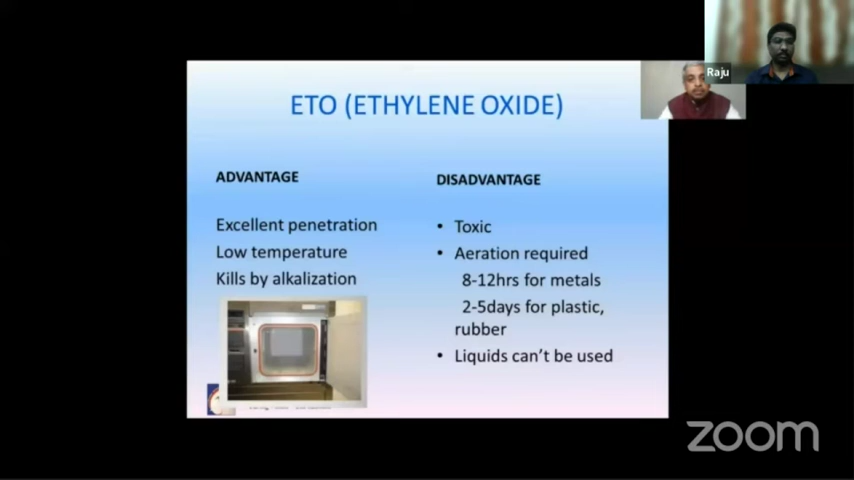 Raju
ETO (ETHYLENE OXIDE)
ADVANTAGE
Excellent penetration
Low temperature
Kills by alkalization
DISADVANTAGE
• Toxic
• Aeration required
8-12hrs for metals
2-5days for plastic,
rubber
• Liquids can't be used
zoom